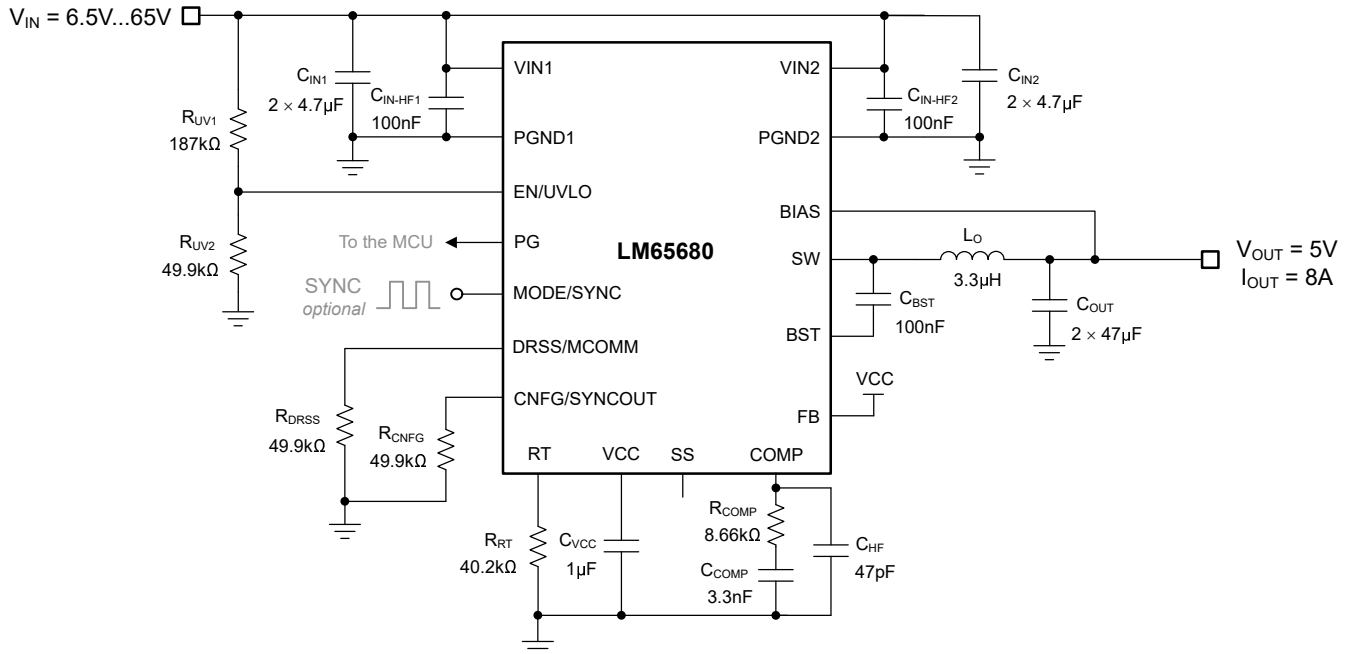 V_IN = 6.5V...65V
C_IN1
2 × 4.7µF
C_IN-HF1
100nF
VIN1
VIN2
C_IN-HF2
100nF
C_IN2
2 × 4.7µF
R_UV1
187kΩ
PGND1
PGND2
EN/UVLO
BIAS
R_UV2
49.9kΩ
To the MCU
PG
LM65680
SW
L_O
3.3µH
V_OUT = 5V
I_OUT = 8A
SYNC
optional
MODE/SYNC
C_BST
100nF
C_OUT
2 × 47µF
BST
DRSS/MCOMM
VCC
CNFG/SYNCOUT
FB
R_DRSS
49.9kΩ
R_CNFG
49.9kΩ
RT
VCC
SS
COMP
R_RT
40.2kΩ
C_VCC
1µF
R_COMP
8.66kΩ
C_COMP
3.3nF
C_HF
47pF